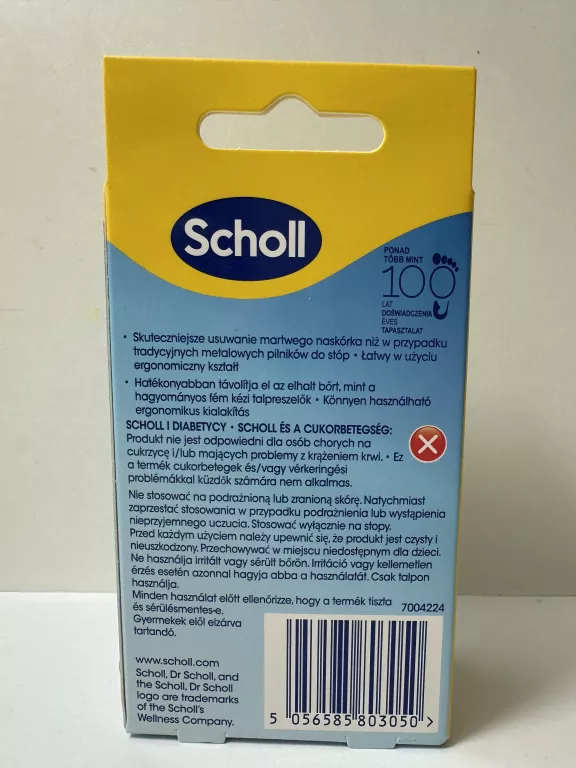 Scholl
PONAD
TÖBB MINT
100
LAT
DOŚWIADCZENIA
ÉVES
TAPASZTALAT
• Skuteczniejsze usuwanie martwego naskórka niż w przypadku
tradycyjnych metalowych pilników do stóp • Łatwy w użyciu
ergonomiczny kształt
• Hatékonyabban távolítja el az elhalt bőrt, mint a
hagyományos fém kézi talpreszelők • Könnyen használható
ergonomikus kialakítás
SCHOLL I DIABETYCY • SCHOLL ÉS A CUKORBETEGSÉG:
Produkt nie jest odpowiedni dla osób chorych na
cukrzycę i/lub mających problemy z krążeniem krwi. • Ez
a termék cukorbetegek és/vagy vérkeringési
problémákkal küzdők számára nem alkalmas.
Nie stosować na podrażnioną lub zranioną skórę. Natychmiast
zaprzestać stosowania w przypadku podrażnienia lub wystąpienia
nieprzyjemnego uczucia. Stosować wyłącznie na stopy.
Przed każdym użyciem należy upewnić się, że produkt jest czysty i
nieuszkodzony. Przechowywać w miejscu niedostępnym dla dzieci.
Ne használja irritált vagy sérült bőrön. Irritáció vagy kellemetlen
érzés esetén azonnal hagyja abba a használatát. Csak talpon
használja.
Minden használat előtt ellenőrizze, hogy a termék tiszta
és sérülésmentes-e.
7004224
Gyermekek elől elzárva
tartandó.
www.scholl.com
Scholl, Dr Scholl, and
the Scholl, Dr Scholl
logo are trademarks
of the Scholl's
Wellness Company.
5 056585 803050 >